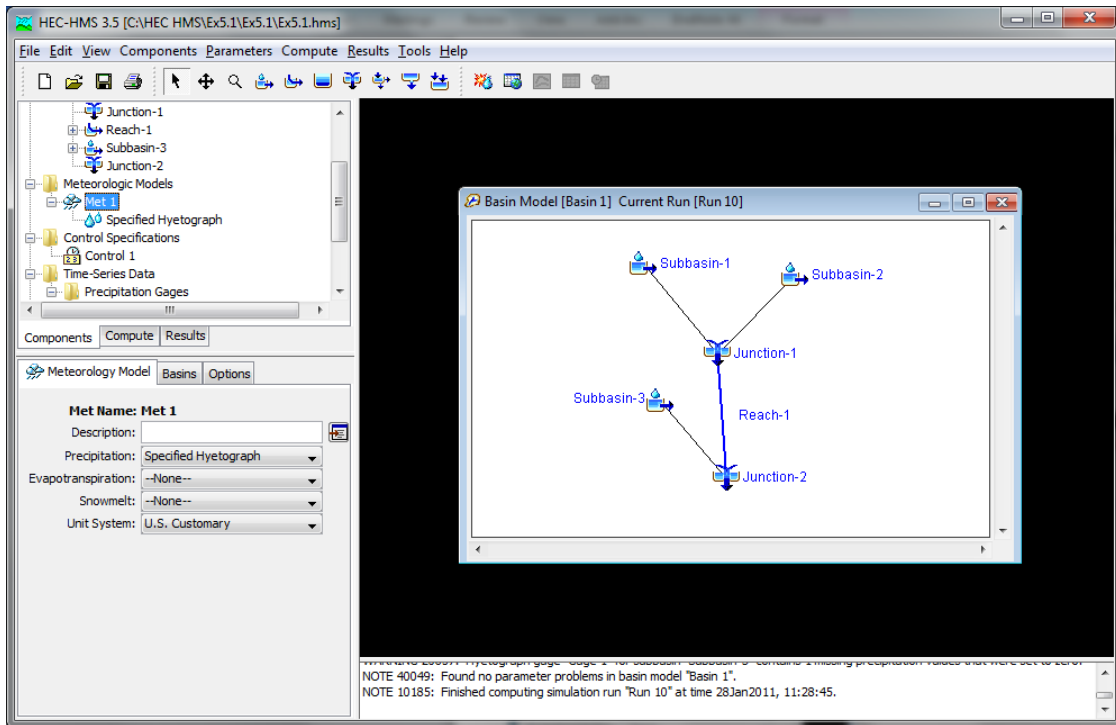 HEC-HMS 3.5 [C:\HEC HMS\Ex5.1\Ex5.1\Ex5.1.hms]
File Edit View Components Parameters Compute Results Tools Help
Junction-1
Reach-1
Subbasin-3
Junction-2
Meteorologic Models
Met 1
Specified Hyetograph
Control Specifications
Control 1
Time-Series Data
Precipitation Gages
Components Compute Results
Meteorology Model Basins Options
Met Name: Met 1
Description:
Precipitation: Specified Hyetograph
Evapotranspiration: --None--
Snowmelt: --None--
Unit System: U.S. Customary
Basin Model [Basin 1] Current Run [Run 10]
Subbasin-1
Subbasin-2
Junction-1
Subbasin-3
Reach-1
Junction-2
NOTE 40049: Found no parameter problems in basin model "Basin 1".
NOTE 10185: Finished computing simulation run "Run 10" at time 28Jan2011, 11:28:45.